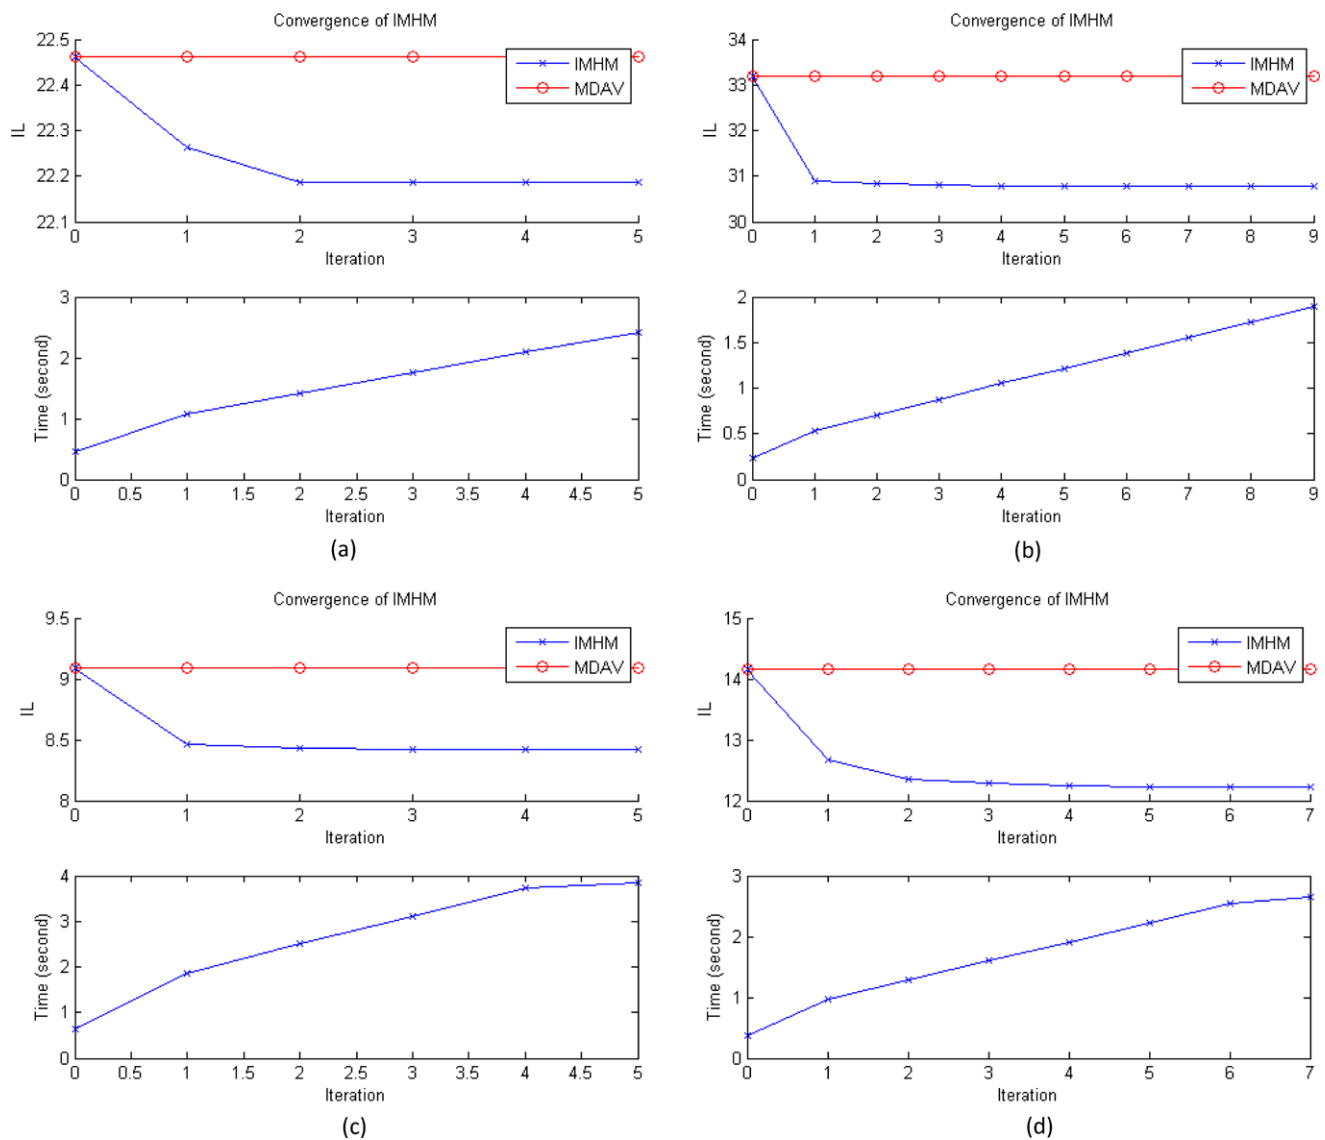 Convergence of IMHM
22.5
22.4
22.3
22.2
22.1
IL
IMHM
MDAV
0 1 2 3 4 5
Iteration
3
2
1
0
Time (second)
0 0.5 1 1.5 2 2.5 3 3.5 4 4.5 5
Iteration
(a)
Convergence of IMHM
34
33
32
31
30
IL
IMHM
MDAV
0 1 2 3 4 5 6 7 8 9
Iteration
2
1.5
1
0.5
0
Time (second)
0 1 2 3 4 5 6 7 8 9
Iteration
(b)
Convergence of IMHM
9.5
9
8.5
8
IL
IMHM
MDAV
0 1 2 3 4 5
Iteration
4
3
2
1
0
Time (second)
0 0.5 1 1.5 2 2.5 3 3.5 4 4.5 5
Iteration
(c)
Convergence of IMHM
15
14
13
12
IL
IMHM
MDAV
0 1 2 3 4 5 6 7
Iteration
3
2
1
0
Time (second)
0 1 2 3 4 5 6 7
Iteration
(d)